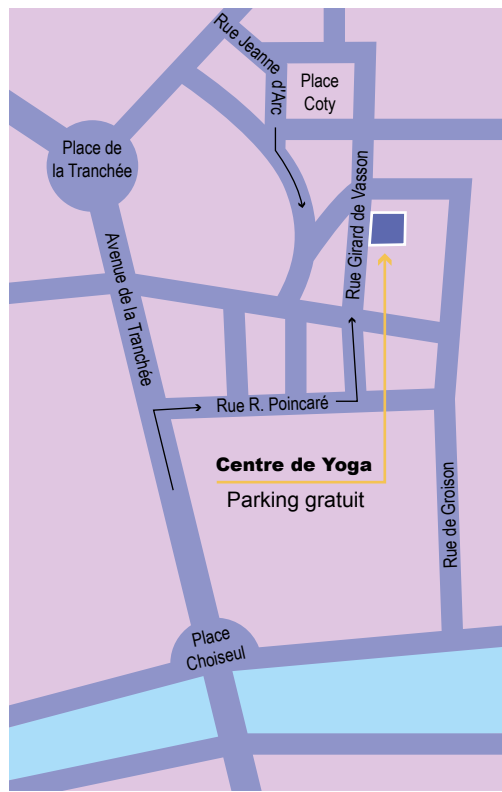 Rue Jeanne
d'Arc
Place
Coty
Place de
la Tranchée
Rue Girard de Vasson
Avenue de la Tranchée
Rue R. Poincaré
Centre de Yoga
Parking gratuit
Rue de Groison
Place
Choiseul